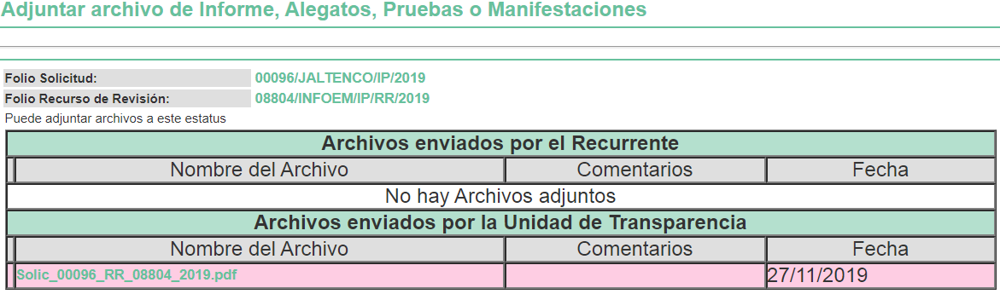 Adjuntar archivo de Informe, Alegatos, Pruebas o Manifestaciones
Folio Solicitud: 00096/JALTENCO/IP/2019
Folio Recurso de Revisión: 08804/INFOEM/IP/RR/2019
Puede adjuntar archivos a este estatus
Archivos enviados por el Recurrente
Nombre del Archivo Comentarios Fecha
No hay Archivos adjuntos
Archivos enviados por la Unidad de Transparencia
Nombre del Archivo Comentarios Fecha
Solic_00096_RR_08804_2019.pdf 27/11/2019